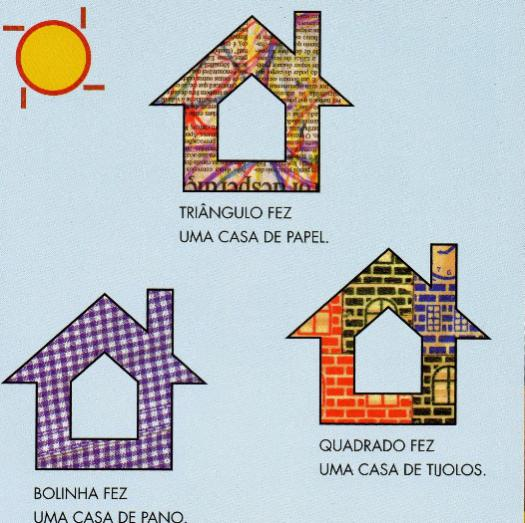 TRIÂNGULO FEZ
UMA CASA DE PAPEL.
BOLINHA FEZ
UMA CASA DE PANO.
QUADRADO FEZ
UMA CASA DE TIJOLOS.